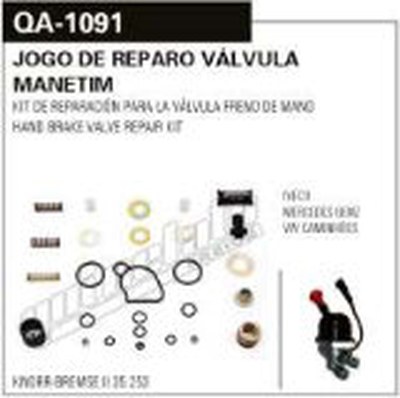 QA-1091
JOGO DE REPARO VÁLVULA
MANETIM
KIT DE REPARACIÓN PARA LA VÁLVULA FRENO DE MANO
HAND BRAKE VALVE REPAIR KIT
IVECO
MERCEDES BENZ
VW CAMINHÕES
KNORR-BREMSE II 35 253